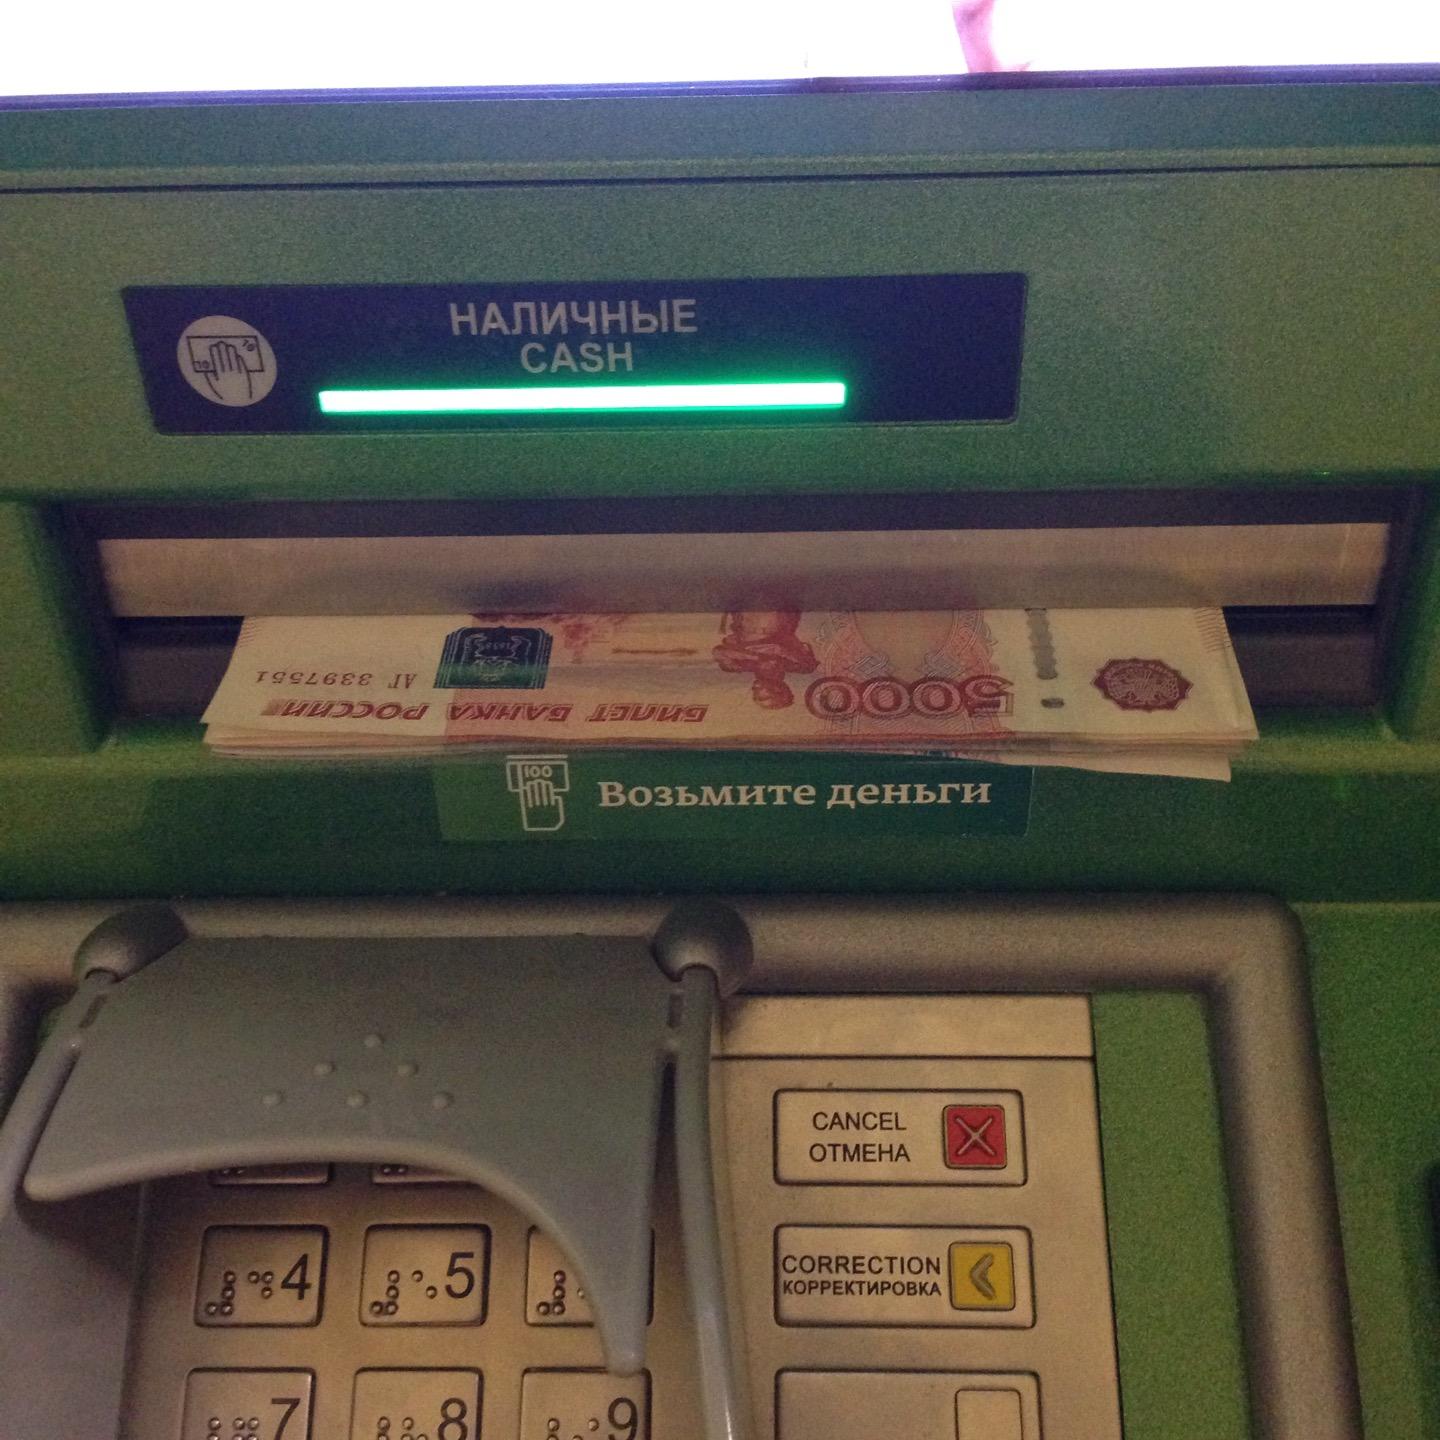 НАЛИЧНЫЕ
CASH
5000
БИЛЕТ БАНКА РОССИИ
АГ 3397551
100
Возьмите деньги
CANCEL
ОТМЕНА
4
5
CORRECTION
КОРРЕКТИРОВКА
7
8
9